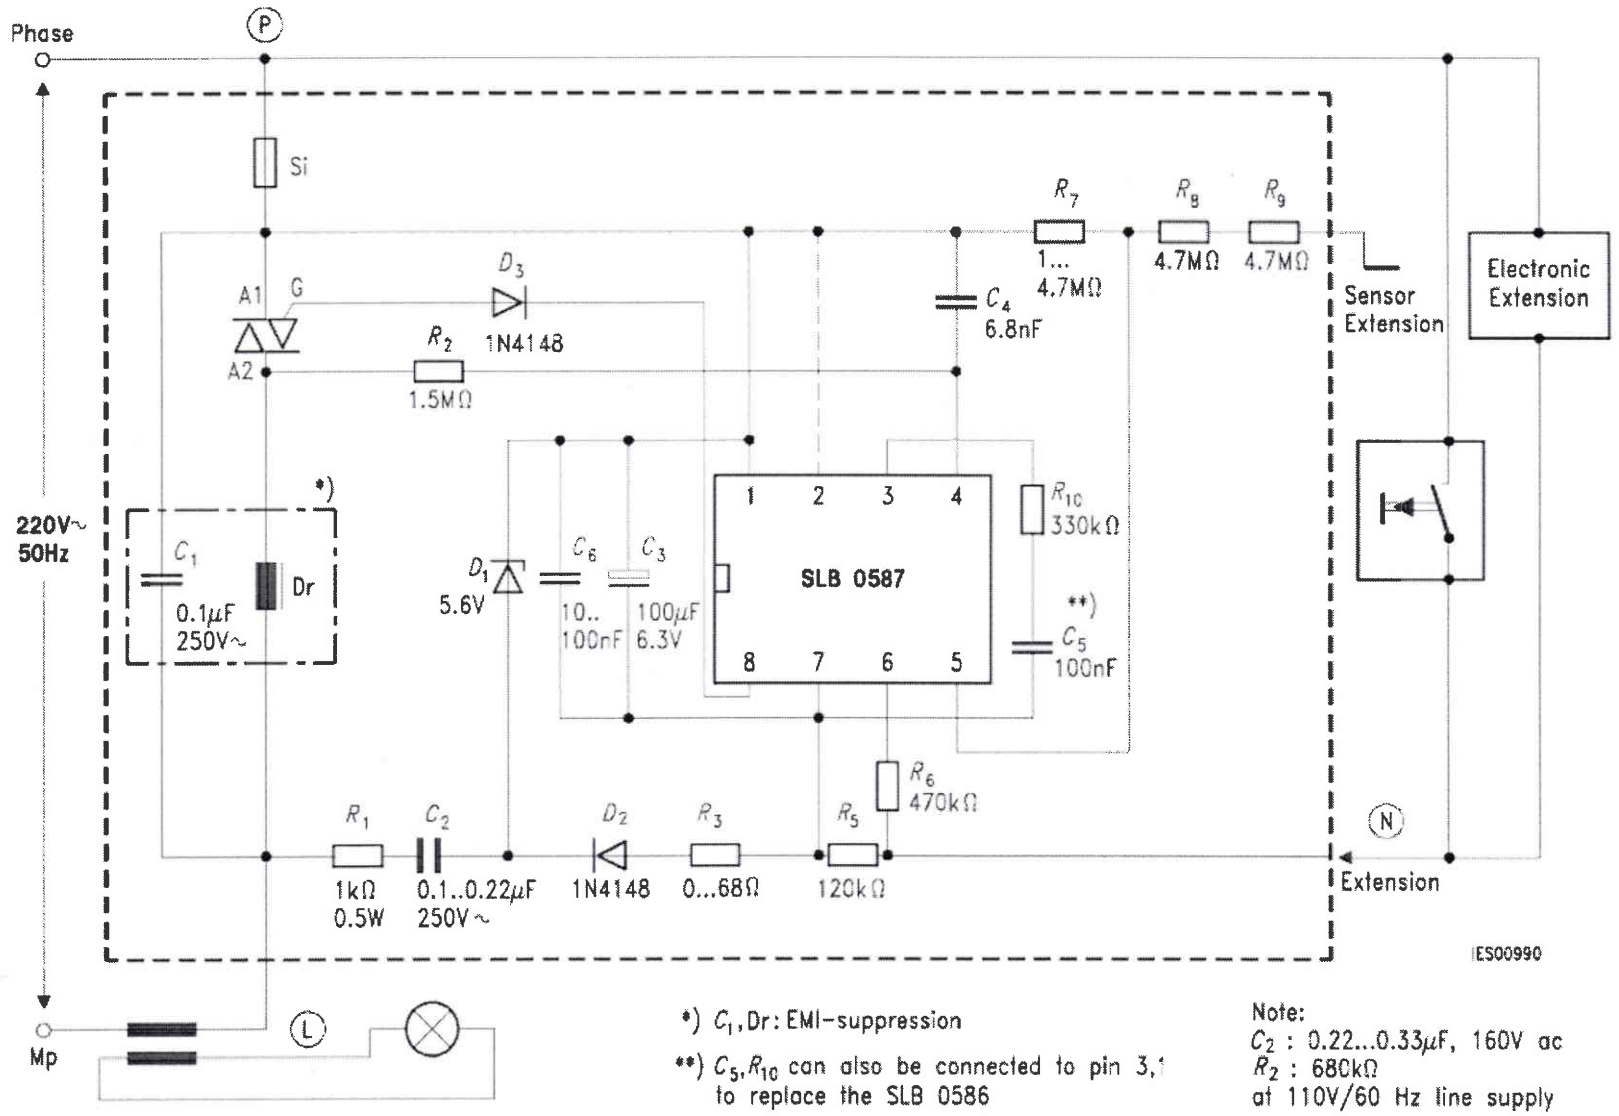 P
Phase
Si
R7
R8
R9
1...
4.7MΩ
4.7MΩ
4.7MΩ
D3
A1
G
1N4148
C4
6.8nF
Sensor
Extension
Electronic
Extension
R2
A2
1.5MΩ
*)
1
2
3
4
R10
330kΩ
220V~
50Hz
C1
Dr
0.1µF
250V~
D1
5.6V
C6
10..
100nF
C3
100µF
6.3V
SLB 0587
**)
C5
100nF
8
7
6
5
R6
470kΩ
N
R1
C2
D2
R3
R5
1kΩ
0.5W
0.1..0.22µF
250V~
1N4148
0...68Ω
120kΩ
Extension
IES00990
L
Mp
*) C1,Dr: EMI-suppression
**) C5,R10 can also be connected to pin 3,1
to replace the SLB 0586
Note:
C2 : 0.22...0.33µF, 160V ac
R2 : 680kΩ
at 110V/60 Hz line supply